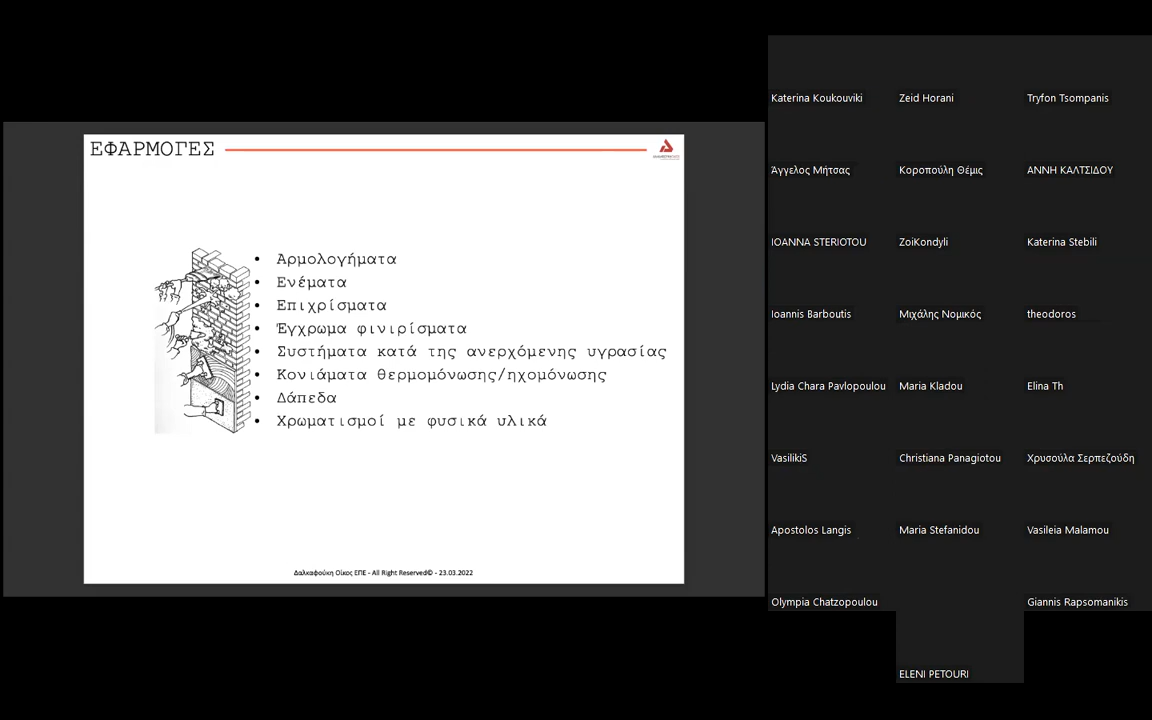 ΕΦΑΡΜΟΓΕΣ
• Αρμολογήματα
• Ενέματα
• Επιχρίσματα
• Έγχρωμα φινιρίσματα
• Συστήματα κατά της ανερχόμενης υγρασίας
• Κονιάματα θερμομόνωσης/ηχομόνωσης
• Δάπεδα
• Χρωματισμοί με φυσικά υλικά
Δαλκαφούκη Οίκος ΕΠΕ - All Right Reserved© - 23.03.2022
Katerina Koukouviki
Zeid Horani
Tryfon Tsompanis
Άγγελος Μήτσας
Κοροπούλη Θέμις
ΑΝΝΗ ΚΑΛΤΣΙΔΟΥ
IOANNA STERIOTOU
ZoiKondyli
Katerina Stebili
Ioannis Barboutis
Μιχάλης Νομικός
theodoros
Lydia Chara Pavlopoulou
Maria Kladou
Elina Th
VasilikiS
Christiana Panagiotou
Χρυσούλα Σερπεζούδη
Apostolos Langis
Maria Stefanidou
Vasileia Malamou
Olympia Chatzopoulou
Giannis Rapsomanikis
ELENI PETOURI